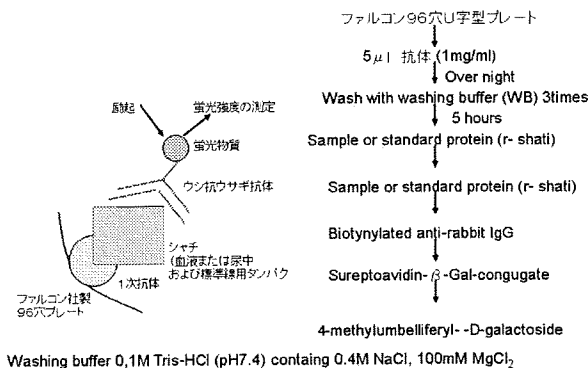 ファルコン96穴U字型プレート
5μl 抗体 (1mg/ml)
Over night
Wash with washing buffer (WB) 3times
5 hours
Sample or standard protein (r- shati)
Sample or standard protein (r- shati)
Biotynylated anti-rabbit IgG
Sureptoavidin-β-Gal-congugate
4-methylumbelliferyl- -D-galactoside
励起
蛍光強度の測定
蛍光物質
ウシ抗ウサギ抗体
シャチ
(血液または尿中
および標準線用タンパク
1次抗体
ファルコン社製
96穴プレート
Washing buffer 0,1M Tris-HCl (pH7.4) containg 0.4M NaCl, 100mM MgCl₂